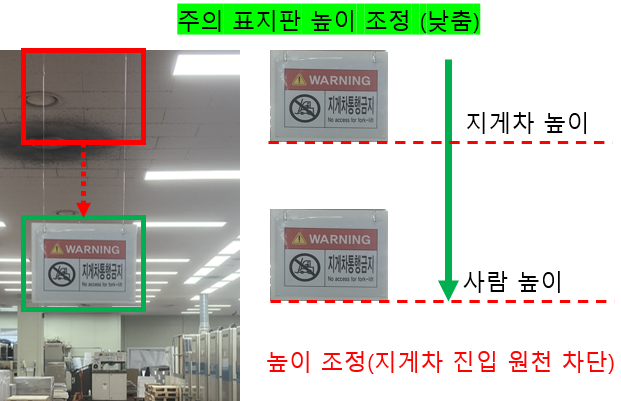 주의 표지판 높이 조정 (낮춤)
WARNING
지게차통행금지
No access for fork-lift
WARNING
지게차통행금지
No access for fork-lift
지게차 높이
WARNING
지게차통행금지
No access for fork-lift
사람 높이
높이 조정(지게차 진입 원천 차단)